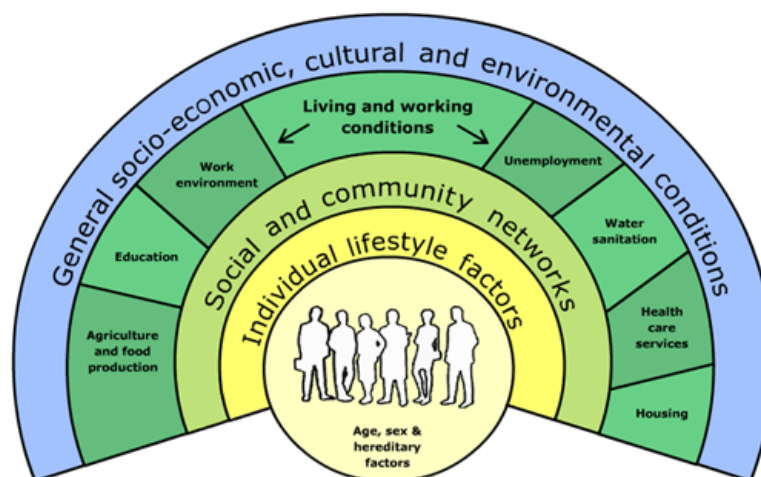 General socio-economic, cultural and environmental conditions
Living and working
conditions
Work
environment
Unemployment
Education
Water
sanitation
Agriculture
and food
production
Health
care
services
Housing
Social and community networks
Individual lifestyle factors
Age, sex &
hereditary
factors